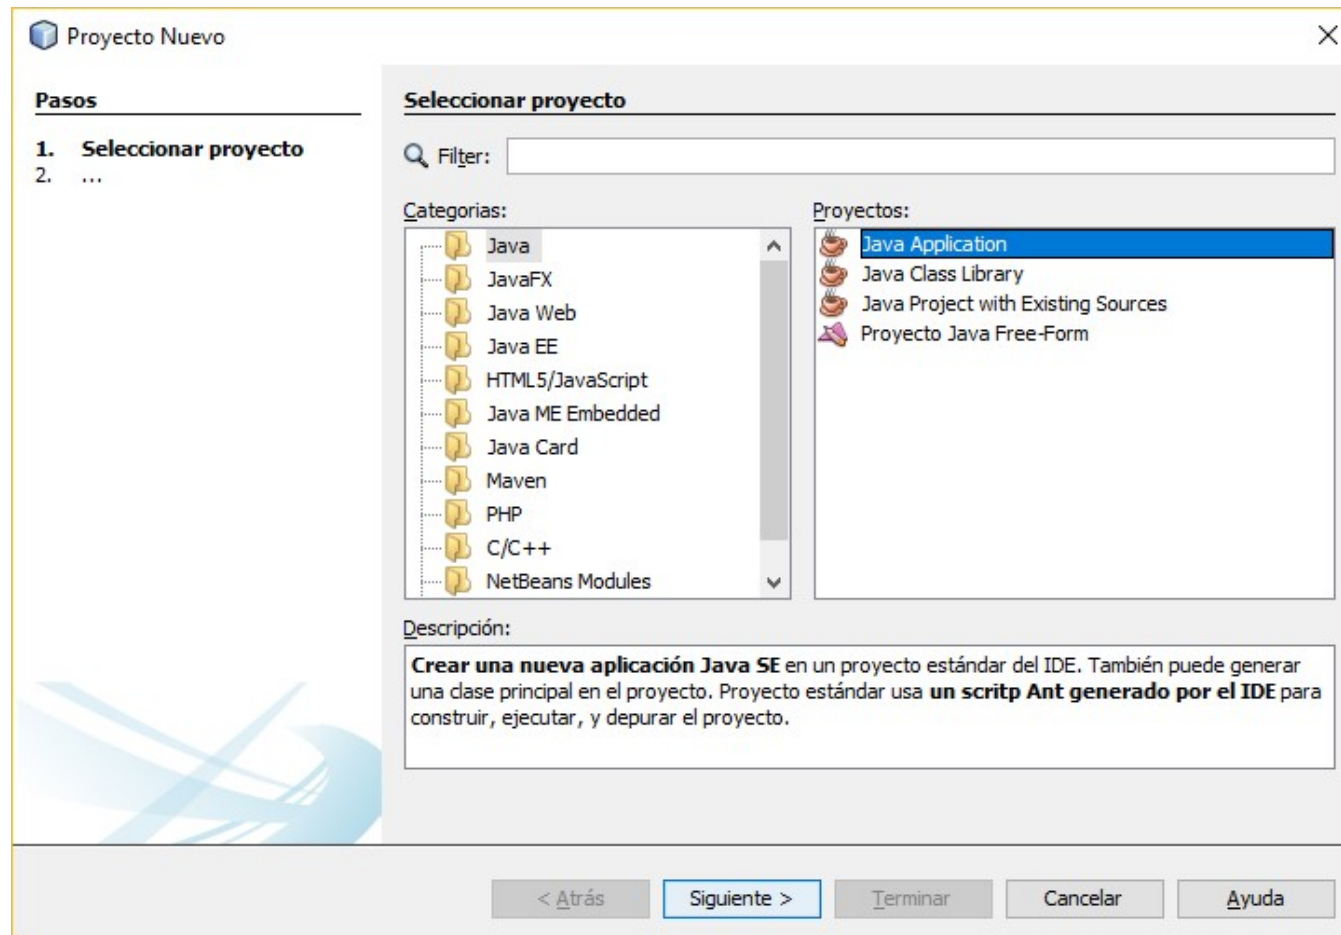 Proyecto Nuevo
Pasos
1. Seleccionar proyecto
2. ...
Seleccionar proyecto
Filter:
Categorias:
Java
JavaFX
Java Web
Java EE
HTML5/JavaScript
Java ME Embedded
Java Card
Maven
PHP
C/C++
NetBeans Modules
Proyectos:
Java Application
Java Class Library
Java Project with Existing Sources
Proyecto Java Free-Form
Descripción:
Crear una nueva aplicación Java SE en un proyecto estándar del IDE. También puede generar
una clase principal en el proyecto. Proyecto estándar usa un scritp Ant generado por el IDE para
construir, ejecutar, y depurar el proyecto.
< Atrás
Siguiente >
Terminar
Cancelar
Ayuda